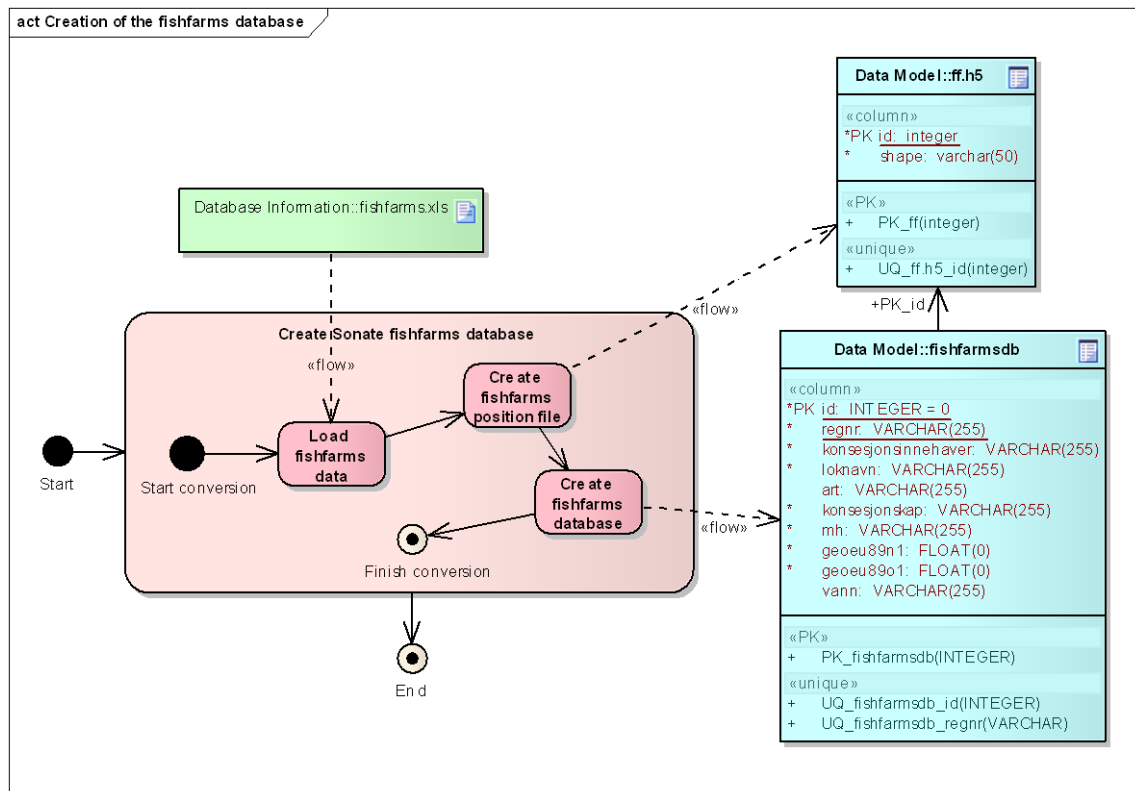 act Creation of the fishfarms database
Data Model::ff.h5
«column»
*PK id: integer
* shape: varchar(50)
«PK»
+ PK_ff(integer)
«unique»
+ UQ_ff.h5_id(integer)
Database Information::fishfarms.xls
«flow»
+PK_id
Create Sonate fishfarms database
«flow»
Create
fishfarms
position file
Load
fishfarms
data
Create
fishfarms
database
Start
Start conversion
Finish conversion
«flow»
End
Data Model::fishfarmsdb
«column»
*PK id: INTEGER = 0
* regnr: VARCHAR(255)
* konsesjonsinnehaver: VARCHAR(255)
* loknavn: VARCHAR(255)
art: VARCHAR(255)
* konsesjonskap: VARCHAR(255)
* mh: VARCHAR(255)
* geoeu89n1: FLOAT(0)
* geoeu89o1: FLOAT(0)
vann: VARCHAR(255)
«PK»
+ PK_fishfarmsdb(INTEGER)
«unique»
+ UQ_fishfarmsdb_id(INTEGER)
+ UQ_fishfarmsdb_regnr(VARCHAR)